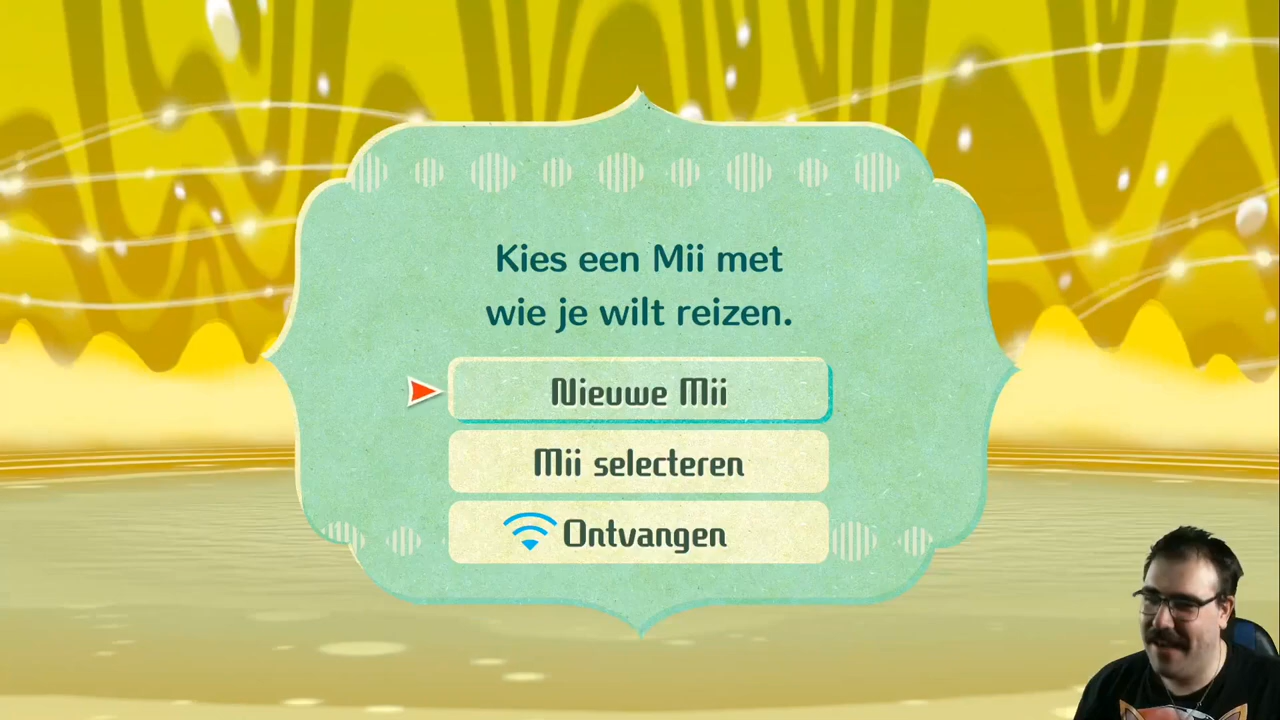 Kies een Mii met
wie je wilt reizen.
Nieuwe Mii
Mii selecteren
Ontvangen